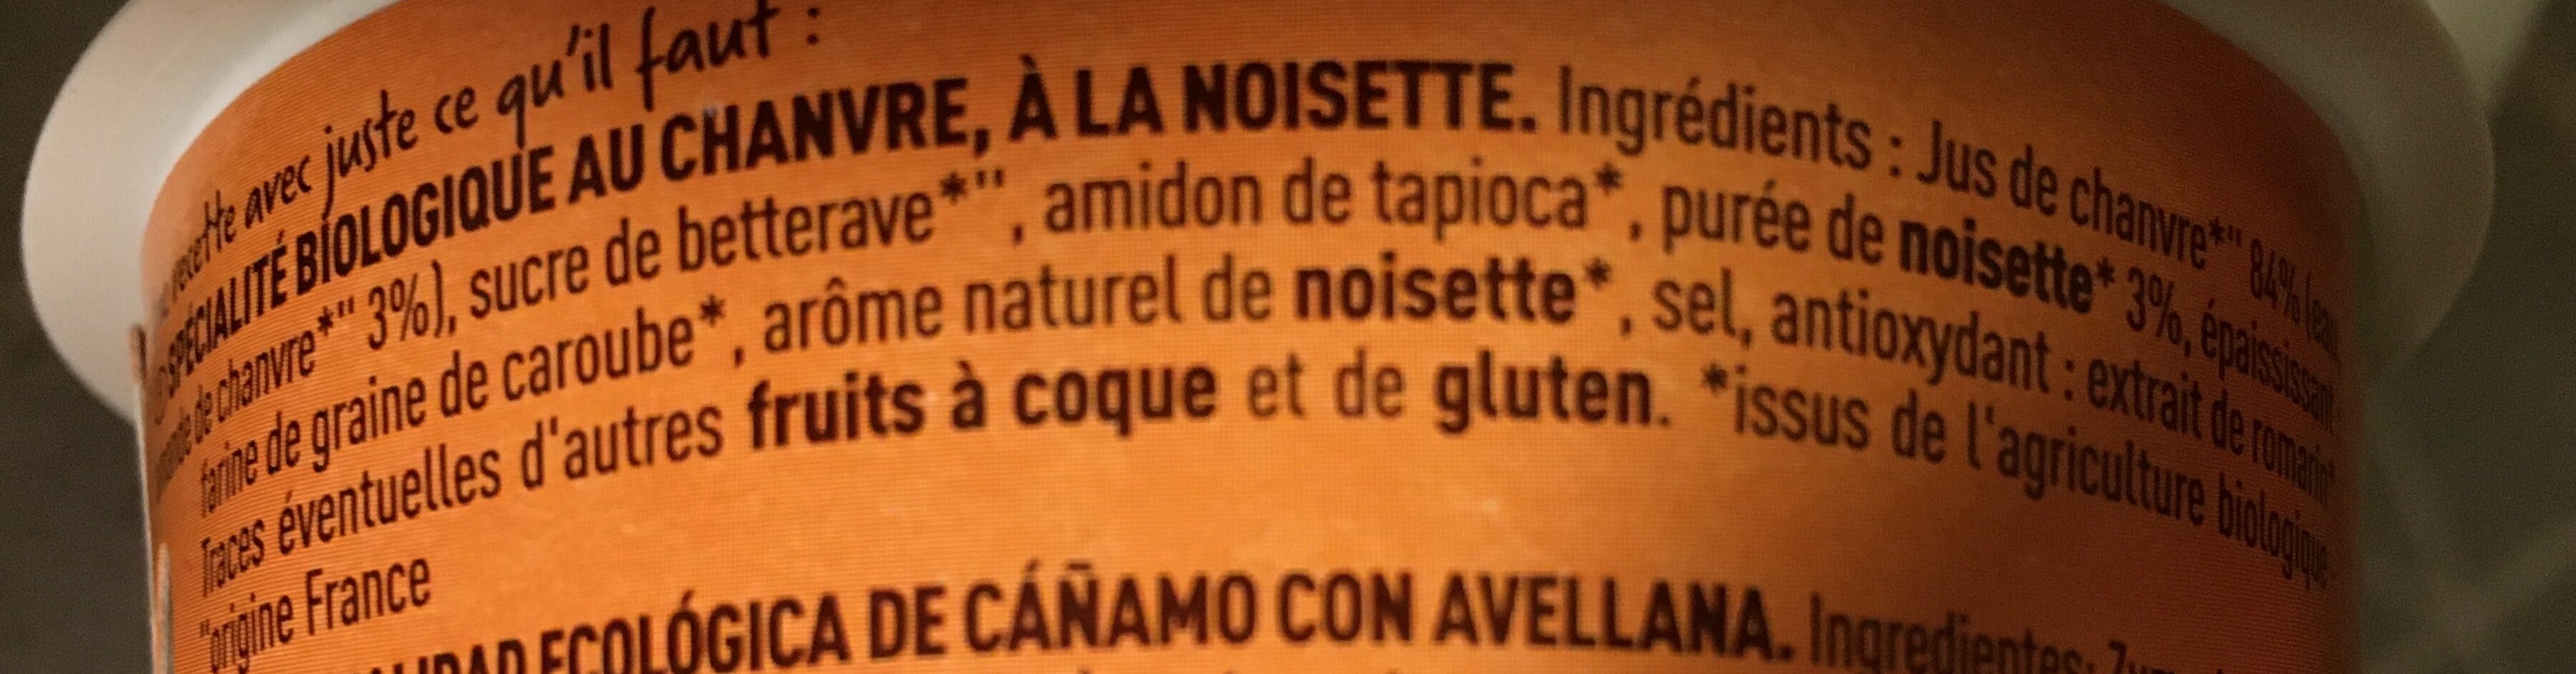 recette avec juste ce qu'il faut :
SPÉCIALITÉ BIOLOGIQUE AU CHANVRE, À LA NOISETTE. Ingrédients : Jus de chanvre*" 84% (eau
de chanvre*" 3%), sucre de betterave*", amidon de tapioca*, purée de noisette* 3%, épaississant
farine de graine de caroube*, arôme naturel de noisette*, sel, antioxydant : extrait de romarin*
Traces éventuelles d'autres fruits à coque et de gluten. *issus de l'agriculture biologique
"origine France
ECOLÓGICA DE CÁÑAMO CON AVELLANA. Ingredientes: